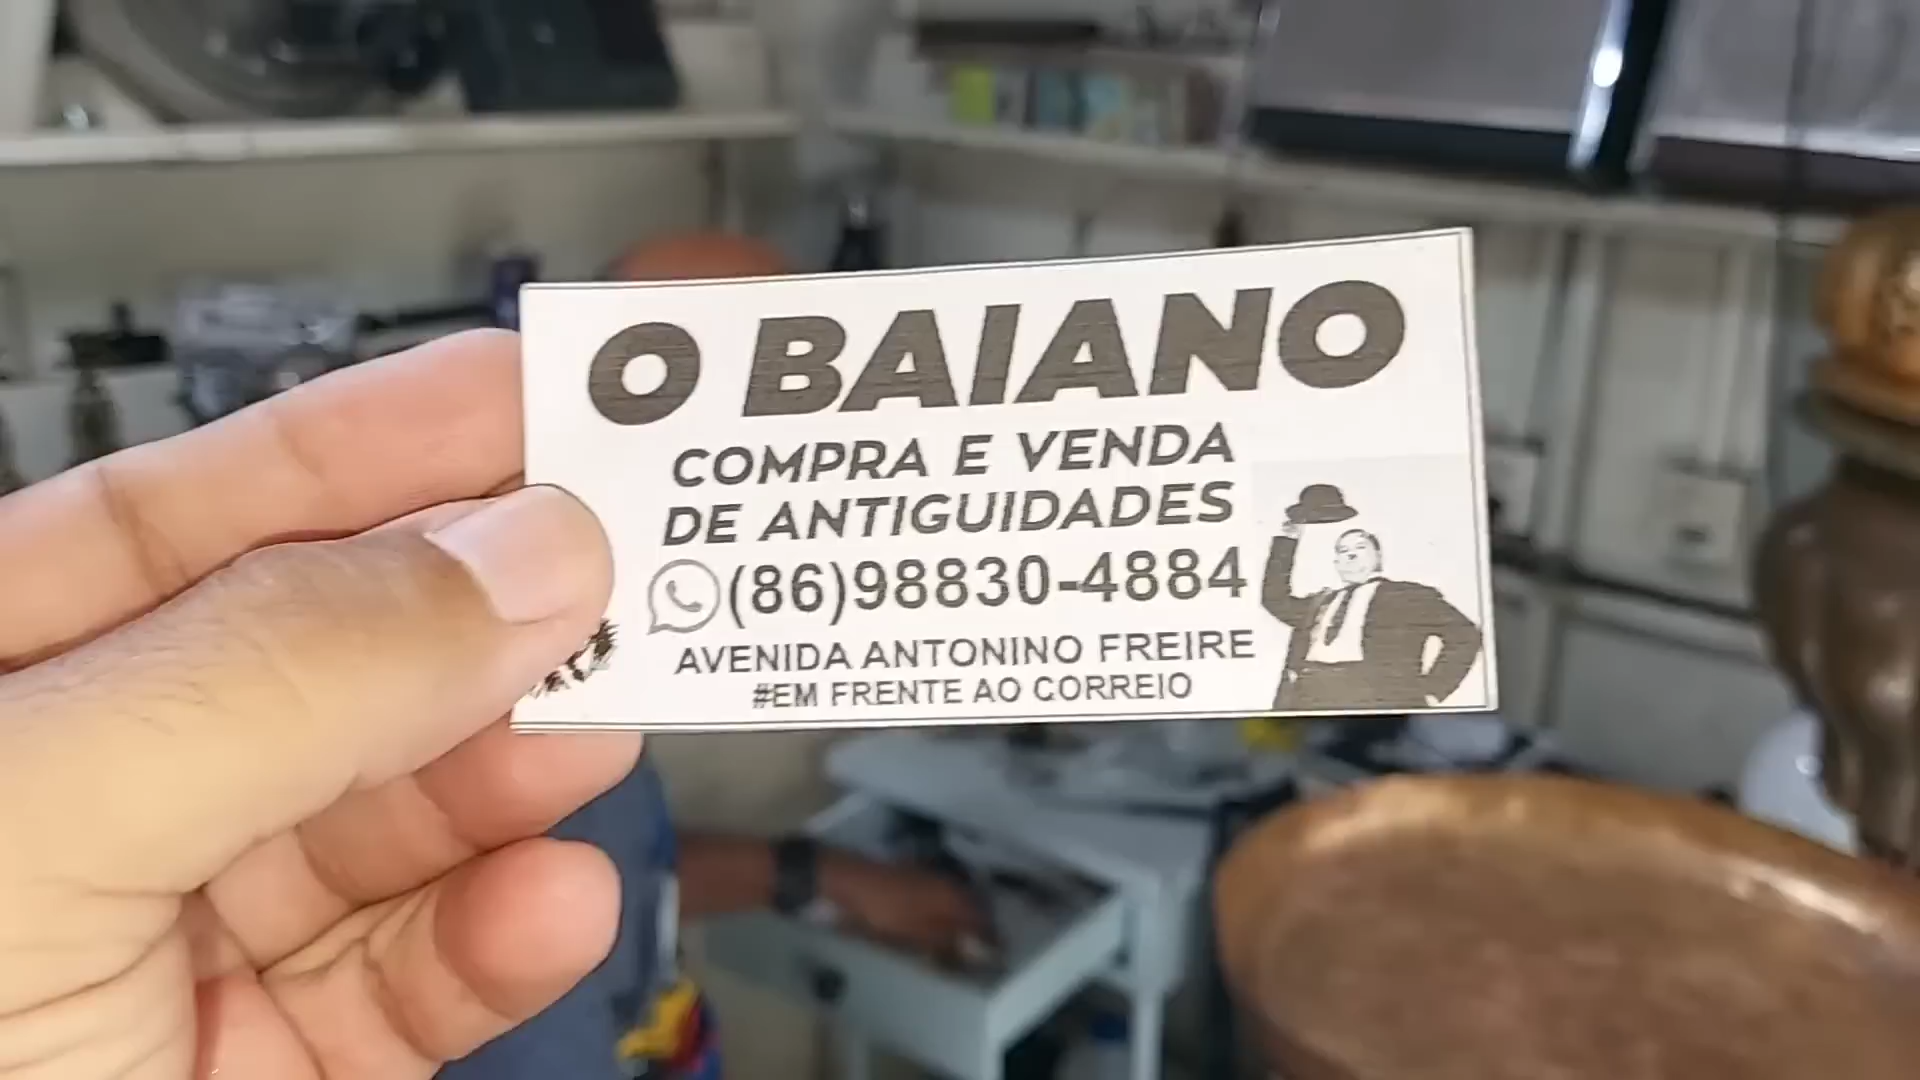 O BAIANO
COMPRA E VENDA
DE ANTIGUIDADES
(86)98830-4884
AVENIDA ANTONINO FREIRE
#EM FRENTE AO CORREIO